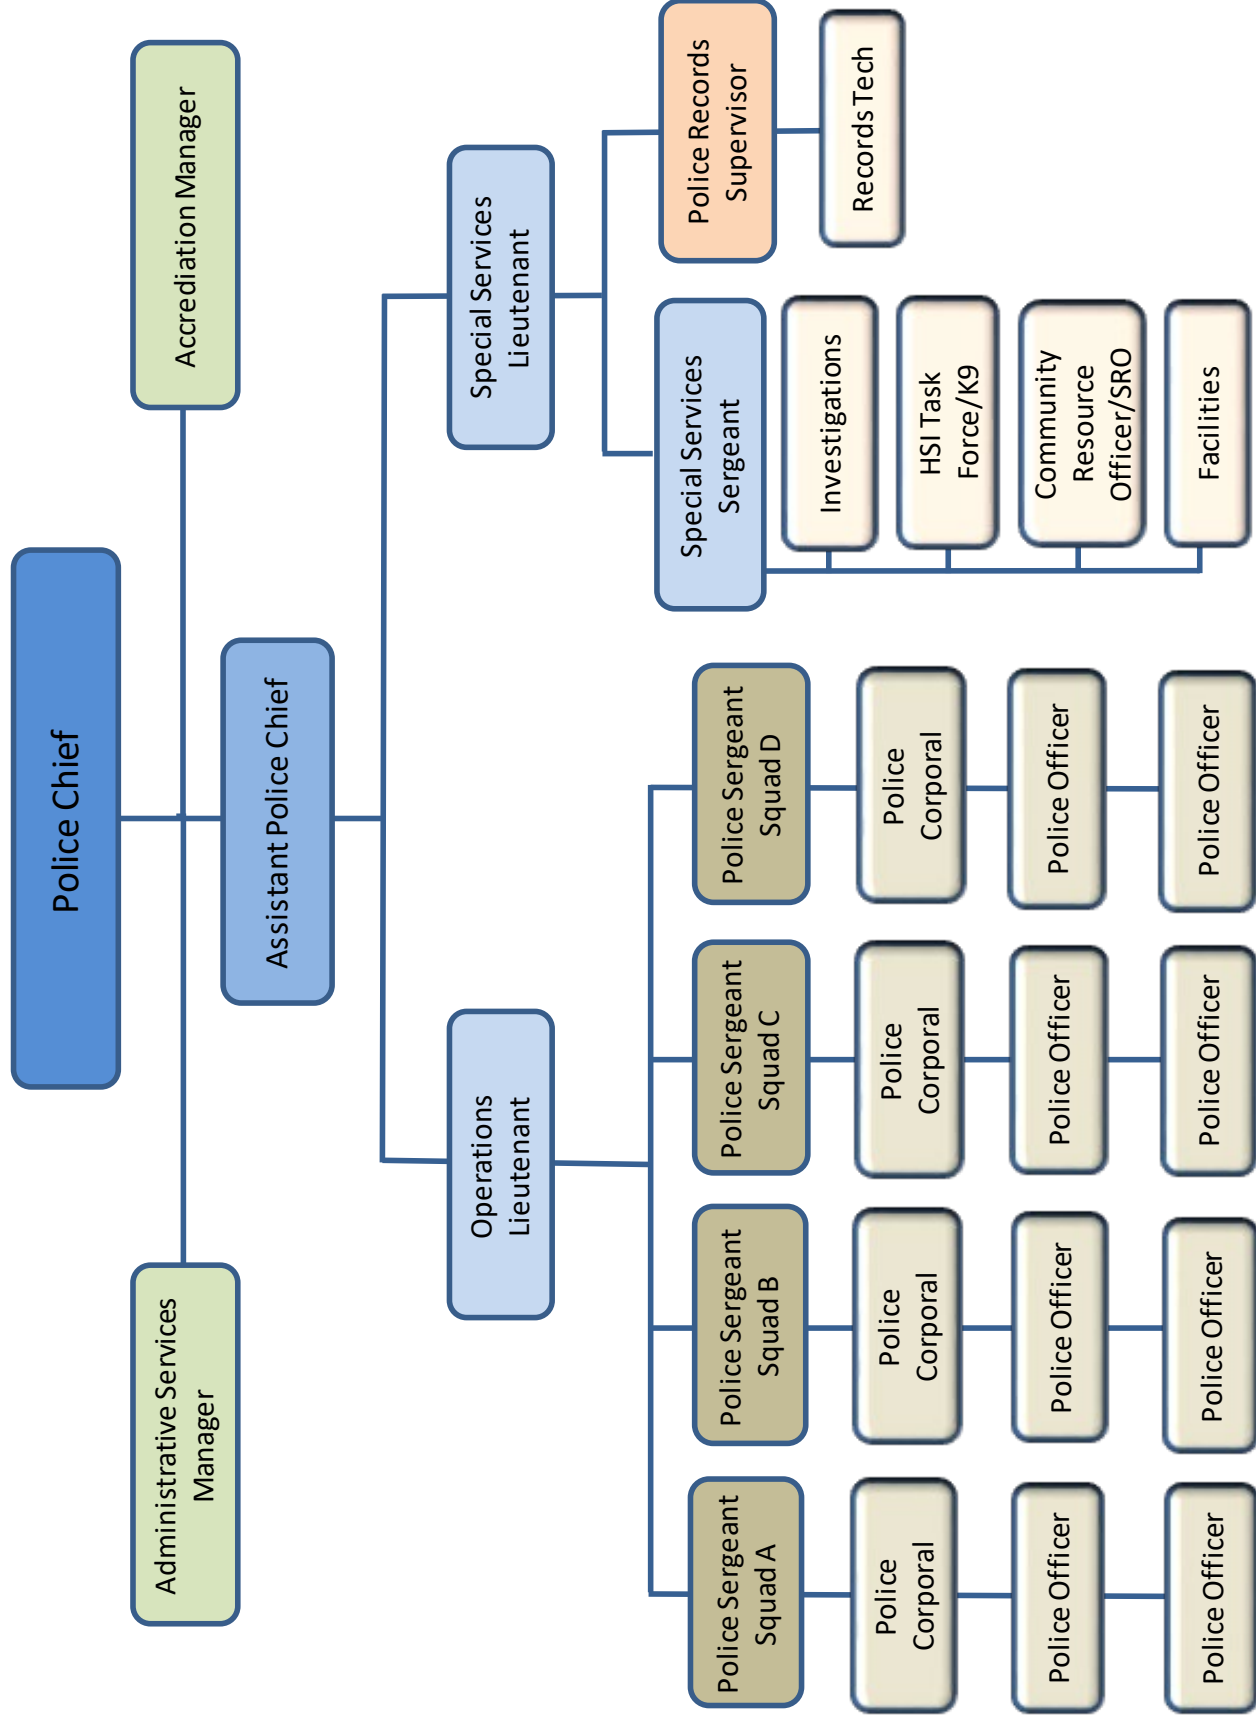 Police Chief
Administrative Services
Manager
Accrediation Manager
Assistant Police Chief
Operations
Lieutenant
Special Services
Lieutenant
Police Sergeant
Squad A
Police Sergeant
Squad B
Police Sergeant
Squad C
Police Sergeant
Squad D
Special Services
Sergeant
Police Records
Supervisor
Police
Corporal
Police
Corporal
Police
Corporal
Police
Corporal
Investigations
Records Tech
HSI Task
Force/K9
Police Officer
Police Officer
Police Officer
Police Officer
Community
Resource
Officer/SRO
Police Officer
Police Officer
Police Officer
Police Officer
Facilities